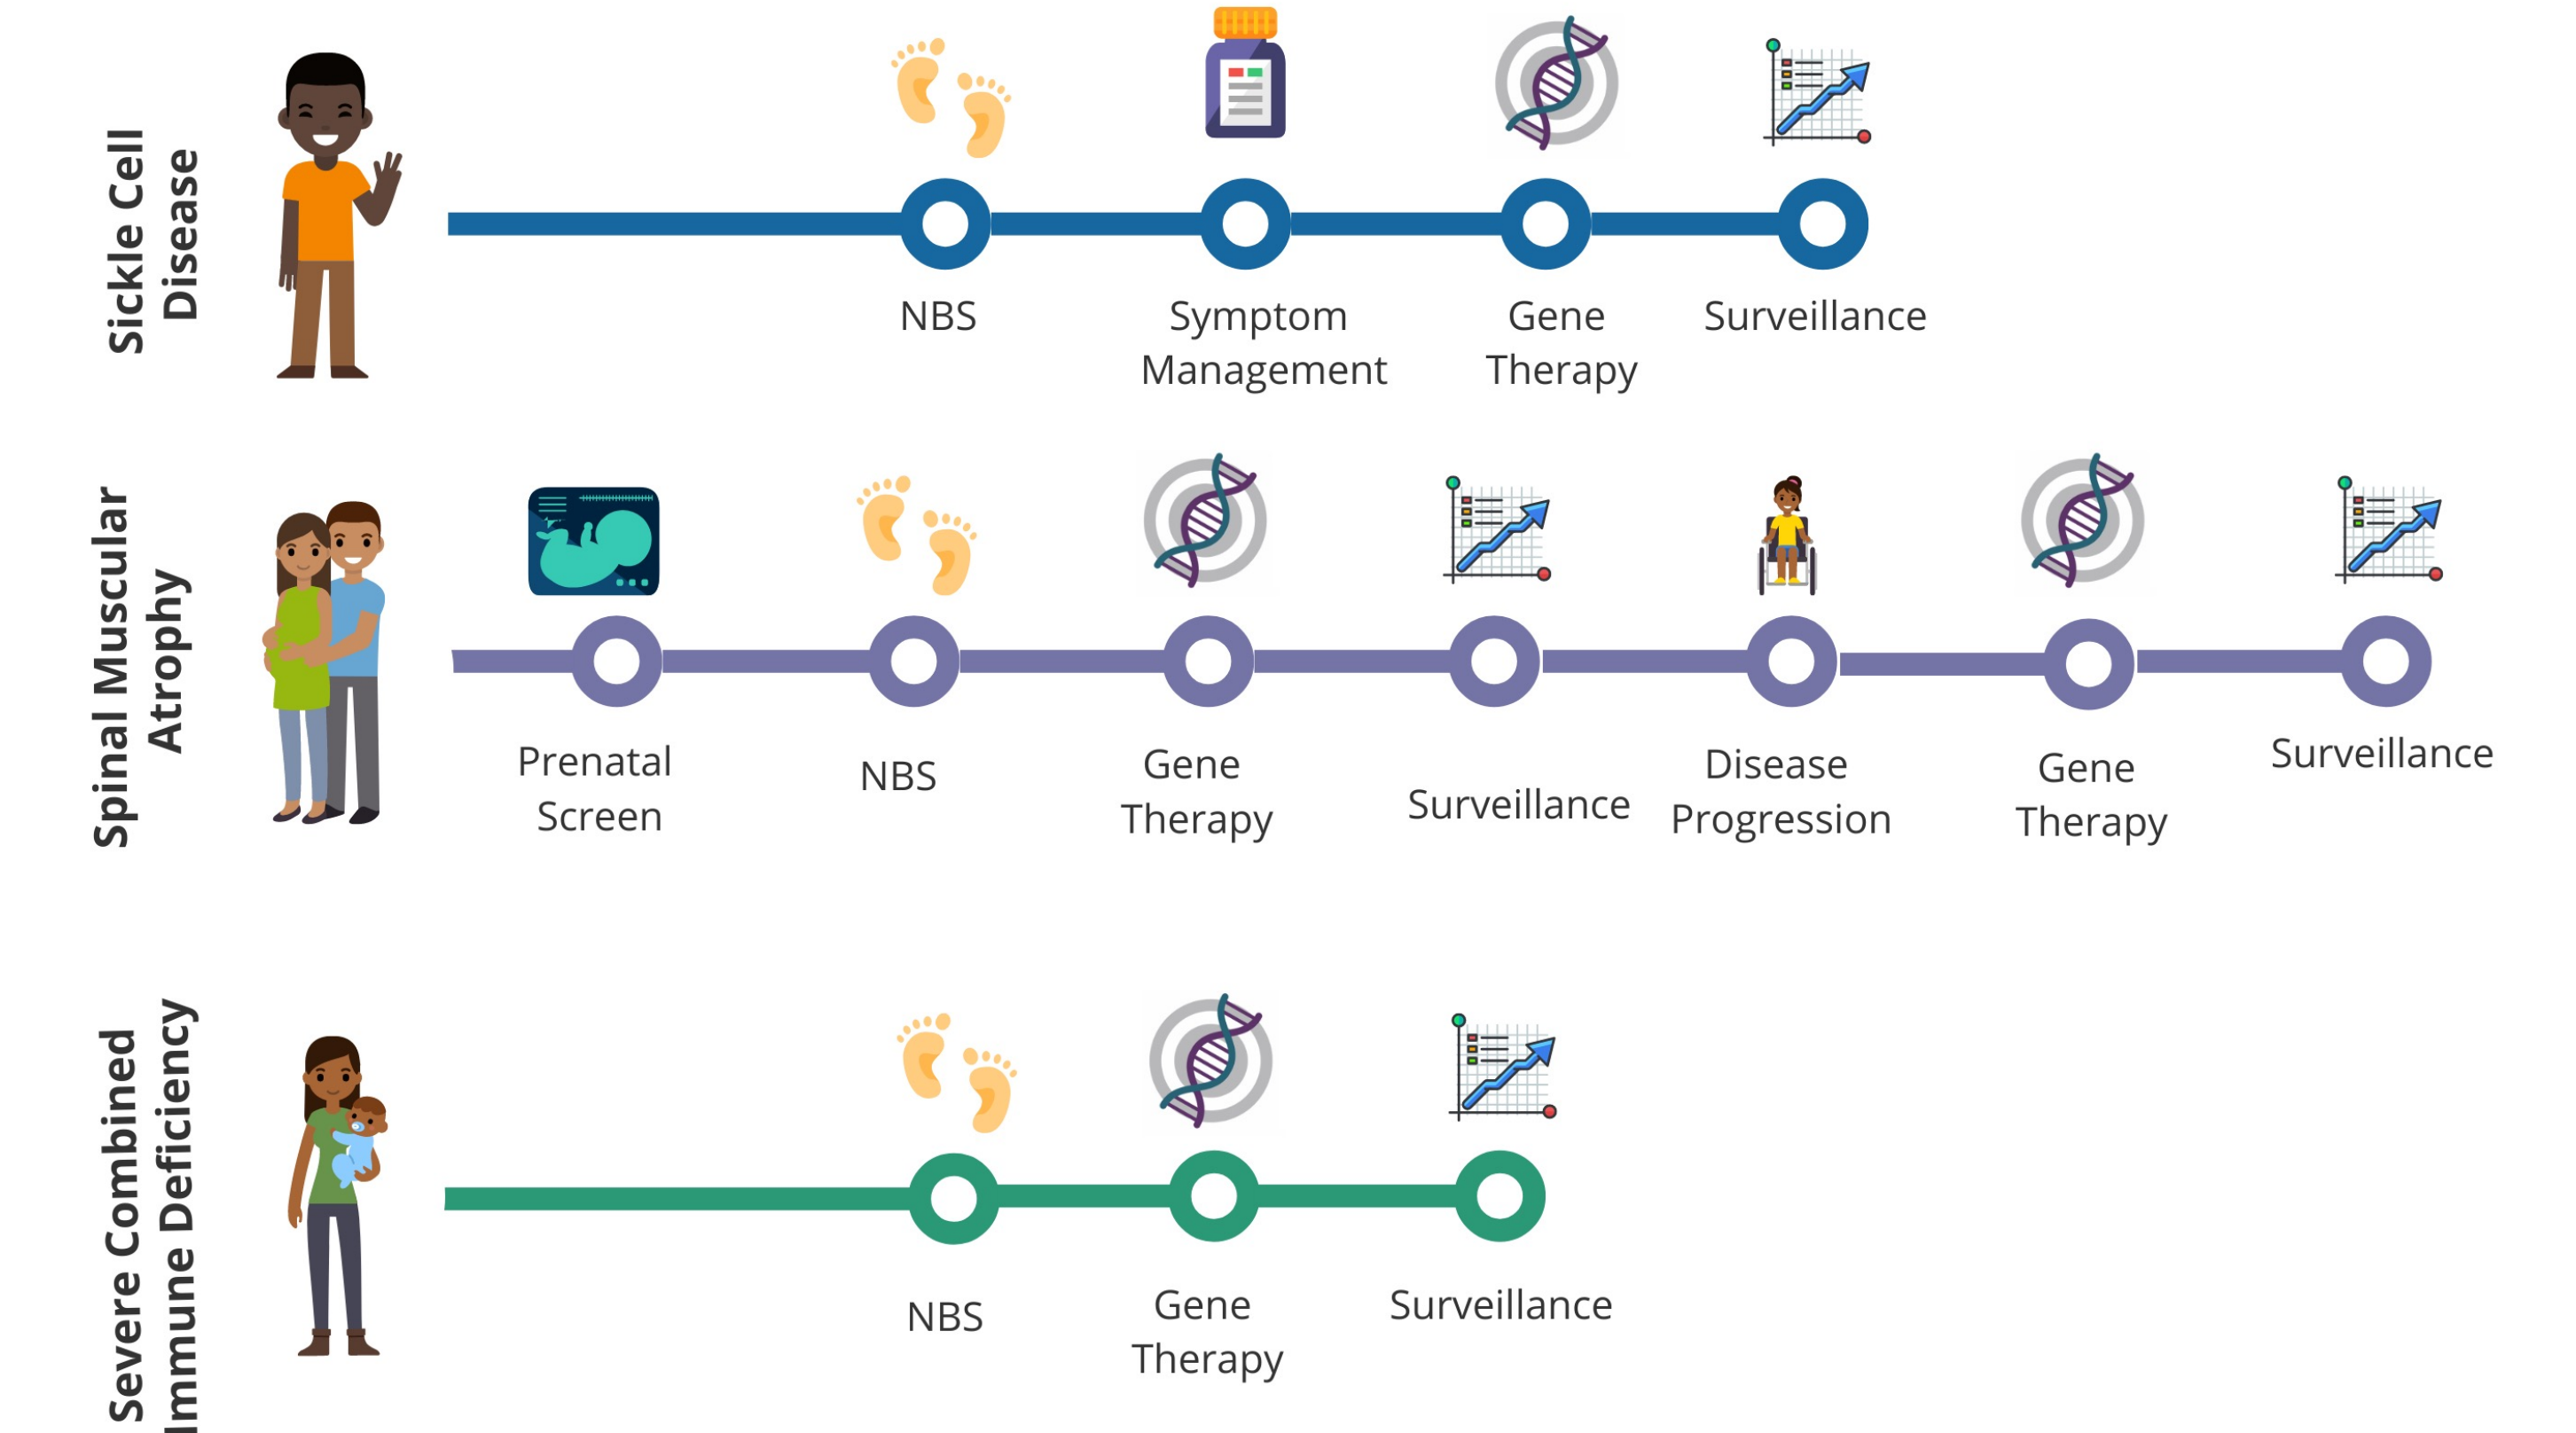 Sickle Cell
Disease
NBS
Symptom
Management
Gene
Therapy
Surveillance
Spinal Muscular
Atrophy
Prenatal
Screen
NBS
Gene
Therapy
Surveillance
Disease
Progression
Gene
Therapy
Surveillance
Severe Combined
Immune Deficiency
NBS
Gene
Therapy
Surveillance